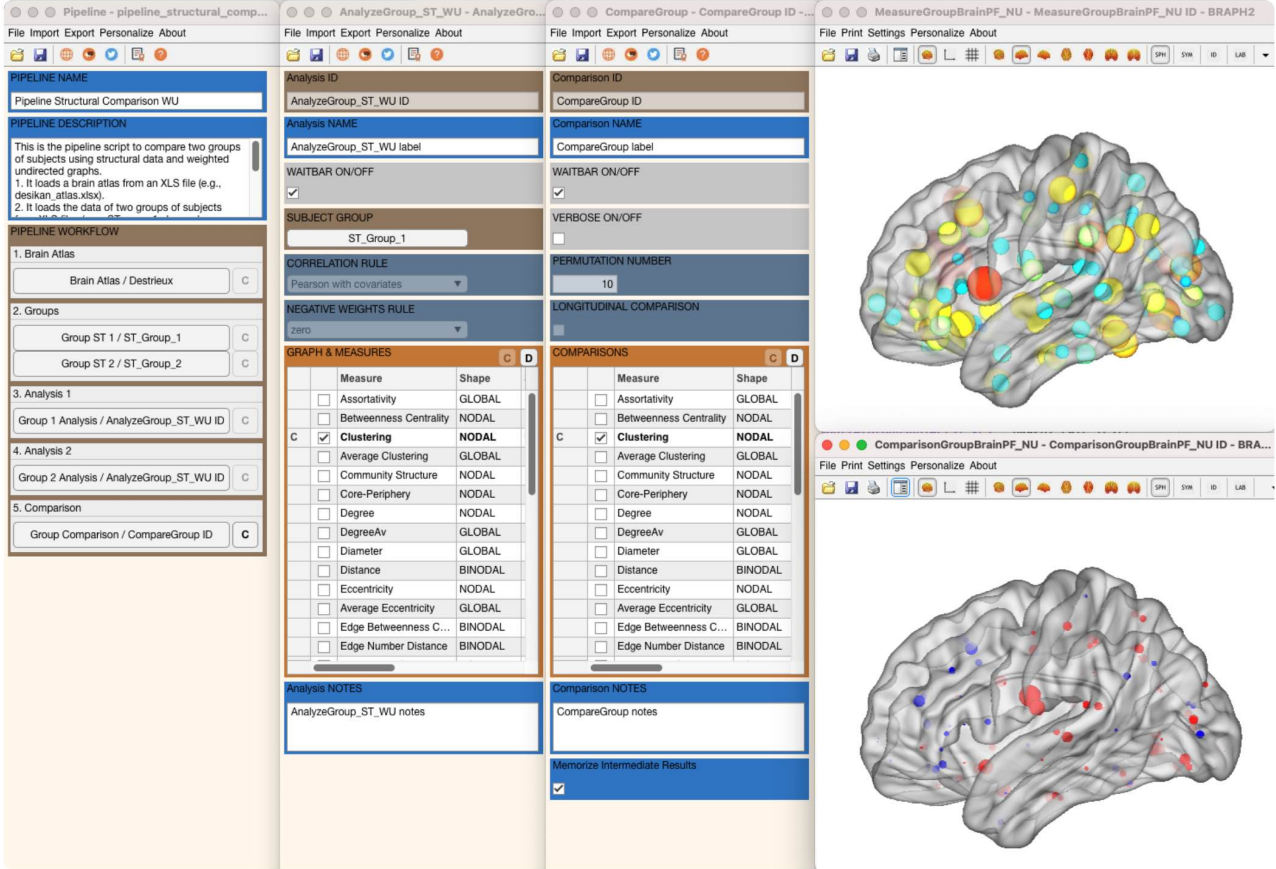 Pipeline - pipeline_structural_comp...
File Import Export Personalize About
PIPELINE NAME
Pipeline Structural Comparison WU
PIPELINE DESCRIPTION
This is the pipeline script to compare two groups
of subjects using structural data and weighted
undirected graphs.
1. It loads a brain atlas from an XLS file (e.g.,
desikan_atlas.xlsx).
2. It loads the data of two groups of subjects
PIPELINE WORKFLOW
1. Brain Atlas
Brain Atlas / Destrieux C
2. Groups
Group ST 1 / ST_Group_1 C
Group ST 2 / ST_Group_2 C
3. Analysis 1
Group 1 Analysis / AnalyzeGroup_ST_WU ID C
4. Analysis 2
Group 2 Analysis / AnalyzeGroup_ST_WU ID C
5. Comparison
Group Comparison / CompareGroup ID C
AnalyzeGroup_ST_WU - AnalyzeGro...
File Import Export Personalize About
Analysis ID
AnalyzeGroup_ST_WU ID
Analysis NAME
AnalyzeGroup_ST_WU label
WAITBAR ON/OFF
SUBJECT GROUP
ST_Group_1
CORRELATION RULE
Pearson with covariates
NEGATIVE WEIGHTS RULE
zero
GRAPH & MEASURES C D
Measure Shape
Assortativity GLOBAL
Betweenness Centrality NODAL
C Clustering NODAL
Average Clustering GLOBAL
Community Structure NODAL
Core-Periphery NODAL
Degree NODAL
DegreeAv GLOBAL
Diameter GLOBAL
Distance BINODAL
Eccentricity NODAL
Average Eccentricity GLOBAL
Edge Betweenness C... BINODAL
Edge Number Distance BINODAL
Analysis NOTES
AnalyzeGroup_ST_WU notes
CompareGroup - CompareGroup ID -...
File Import Export Personalize About
Comparison ID
CompareGroup ID
Comparison NAME
CompareGroup label
WAITBAR ON/OFF
VERBOSE ON/OFF
PERMUTATION NUMBER
10
LONGITUDINAL COMPARISON
COMPARISONS C D
Measure Shape
Assortativity GLOBAL
Betweenness Centrality NODAL
C Clustering NODAL
Average Clustering GLOBAL
Community Structure NODAL
Core-Periphery NODAL
Degree NODAL
DegreeAv GLOBAL
Diameter GLOBAL
Distance BINODAL
Eccentricity NODAL
Average Eccentricity GLOBAL
Edge Betweenness C... BINODAL
Edge Number Distance BINODAL
Comparison NOTES
CompareGroup notes
Memorize Intermediate Results
MeasureGroupBrainPF_NU - MeasureGroupBrainPF_NU ID - BRAPH2
File Print Settings Personalize About
SPH SYM ID LAB
ComparisonGroupBrainPF_NU - ComparisonGroupBrainPF_NU ID - BRA...
File Print Settings Personalize About
SPH SYM ID LAB